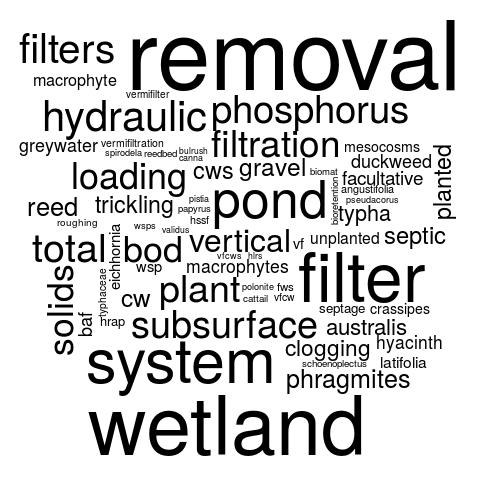 filters removal
macrophyte
vermifilter
hydraulic phosphorus
greywater vermifiltration filtration mesocosms
spirodela reedbed bulrush
canna
duckweed
loading cws gravel biomat facultative planted
angustifolia
reed trickling pistia pond bioretention pseudacorus
papyrus
hssf typha
roughing wsps validus
total bod vertical vf unplanted septic
eichhornia
vfcws hlrs
solids typhaceae wsp macrophytes filter
cw plant polonite fws
cattail vfcw
baf hrap subsurface septage crassipes
australis
system clogging hyacinth
schoenoplectus latifolia
phragmites
wetland